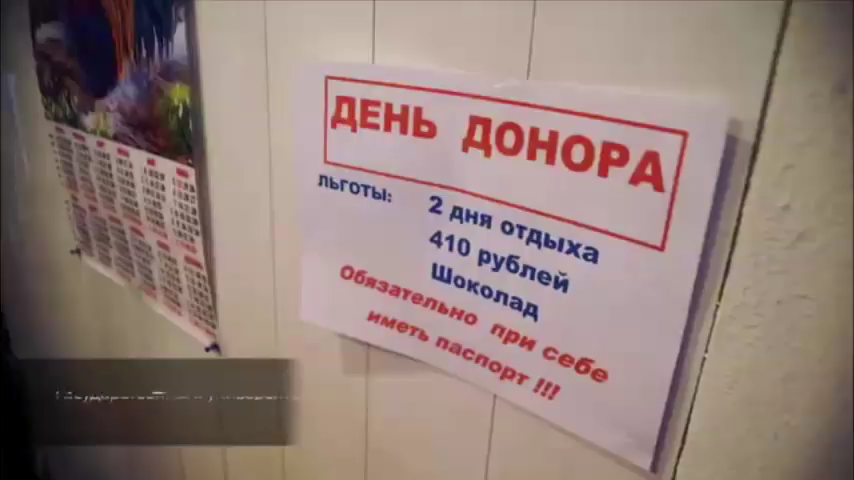 ДЕНЬ ДОНОРА
ЛЬГОТЫ: 2 дня отдыха
410 рублей
Шоколад
Обязательно при себе
иметь паспорт !!!